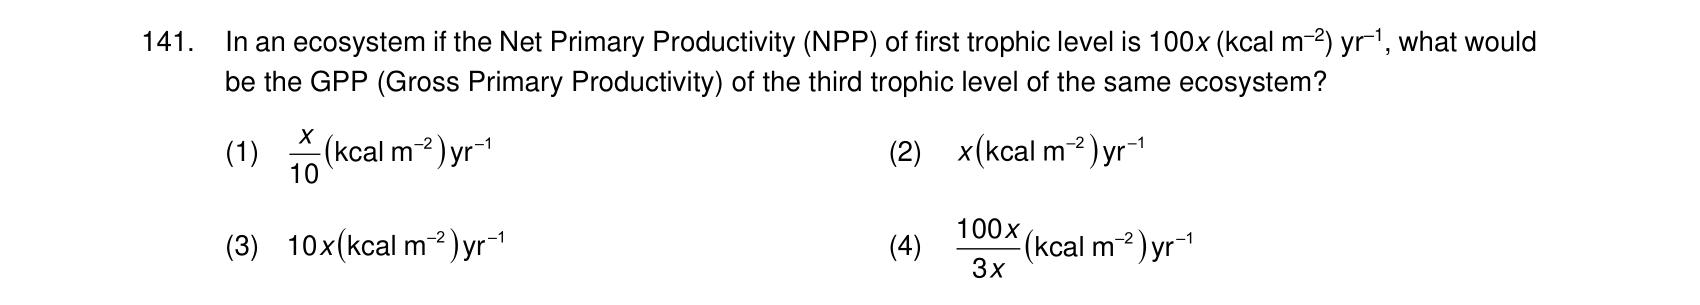 141. In an ecosystem if the Net Primary Productivity (NPP) of first trophic level is 100x (kcal m⁻²) yr⁻¹, what would
be the GPP (Gross Primary Productivity) of the third trophic level of the same ecosystem?
(1) x/10 (kcal m⁻²) yr⁻¹ (2) x(kcal m⁻²) yr⁻¹
(3) 10x(kcal m⁻²) yr⁻¹ (4) 100x/3x (kcal m⁻²) yr⁻¹